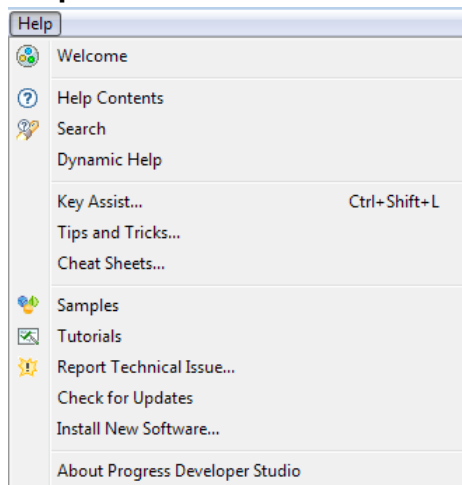 Help
Welcome
Help Contents
Search
Dynamic Help
Key Assist... Ctrl+Shift+L
Tips and Tricks...
Cheat Sheets...
Samples
Tutorials
Report Technical Issue...
Check for Updates
Install New Software...
About Progress Developer Studio